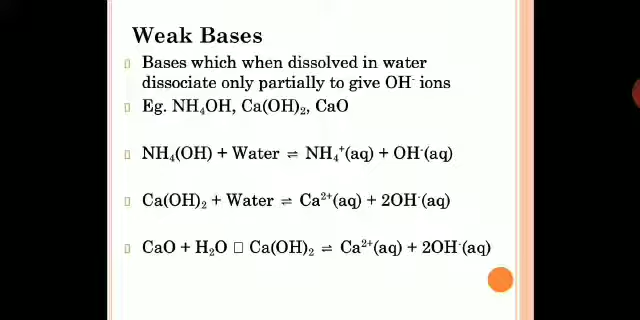 Weak Bases
▯ Bases which when dissolved in water
dissociate only partially to give OH⁻ ions
▯ Eg. NH₄OH, Ca(OH)₂, CaO
▯ NH₄(OH) + Water ⇌ NH₄⁺(aq) + OH⁻(aq)
▯ Ca(OH)₂ + Water ⇌ Ca²⁺(aq) + 2OH⁻(aq)
▯ CaO + H₂O □ Ca(OH)₂ ⇌ Ca²⁺(aq) + 2OH⁻(aq)